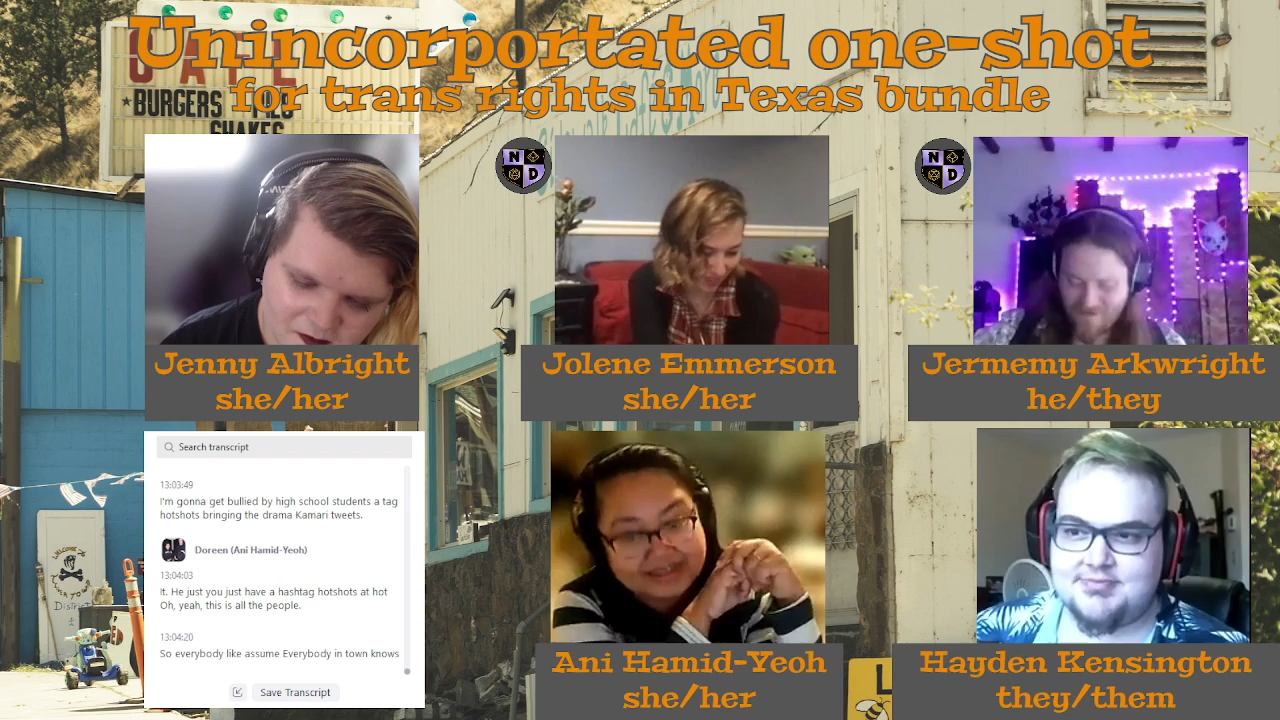 Unincorportated one-shot
for trans rights in Texas bundle
CAFE
★BURGERS PIES
SHAKES
N
D
N
D
Jenny Albright
she/her
Jolene Emmerson
she/her
Jermemy Arkwright
he/they
Search transcript
13:03:49
I'm gonna get bullied by high school students a tag
hotshots bringing the drama Kamari tweets.
Doreen (Ani Hamid-Yeoh)
13:04:03
It. He just you just have a hashtag hotshots at hot
Oh, yeah, this is all the people.
13:04:20
So everybody like assume Everybody in town knows
Save Transcript
Ani Hamid-Yeoh
she/her
Hayden Kensington
they/them
WELCOME
Distric
L